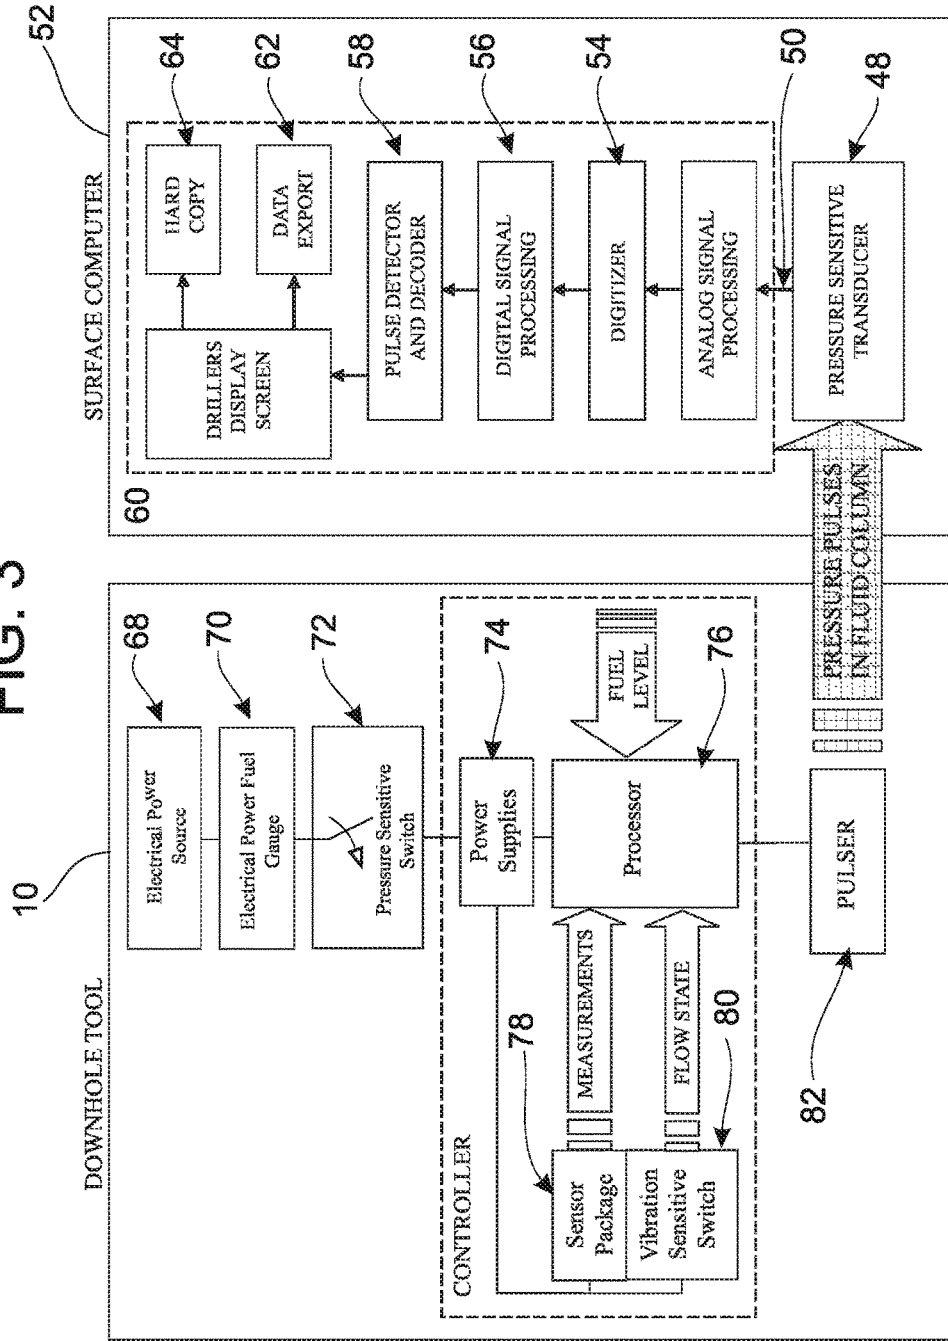 FIG. 3
10
DOWNHOLE TOOL
Electrical Power
Source
68
Electrical Power Fuel
Gauge
70
Pressure Sensitive
Switch
72
CONTROLLER
Power
Supplies
74
78
Sensor
Package
MEASUREMENTS
Processor
FUEL
LEVEL
76
Vibration
Sensitive
Switch
FLOW STATE
80
PULSER
82
PRESSURE PULSES
IN FLUID COLUMN
SURFACE COMPUTER
52
60
DRILLERS
DISPLAY
SCREEN
HARD
COPY
64
DATA
EXPORT
62
PULSE DETECTOR
AND DECODER
58
DIGITAL SIGNAL
PROCESSING
56
DIGITIZER
54
ANALOG SIGNAL
PROCESSING
50
PRESSURE SENSITIVE
TRANSDUCER
48